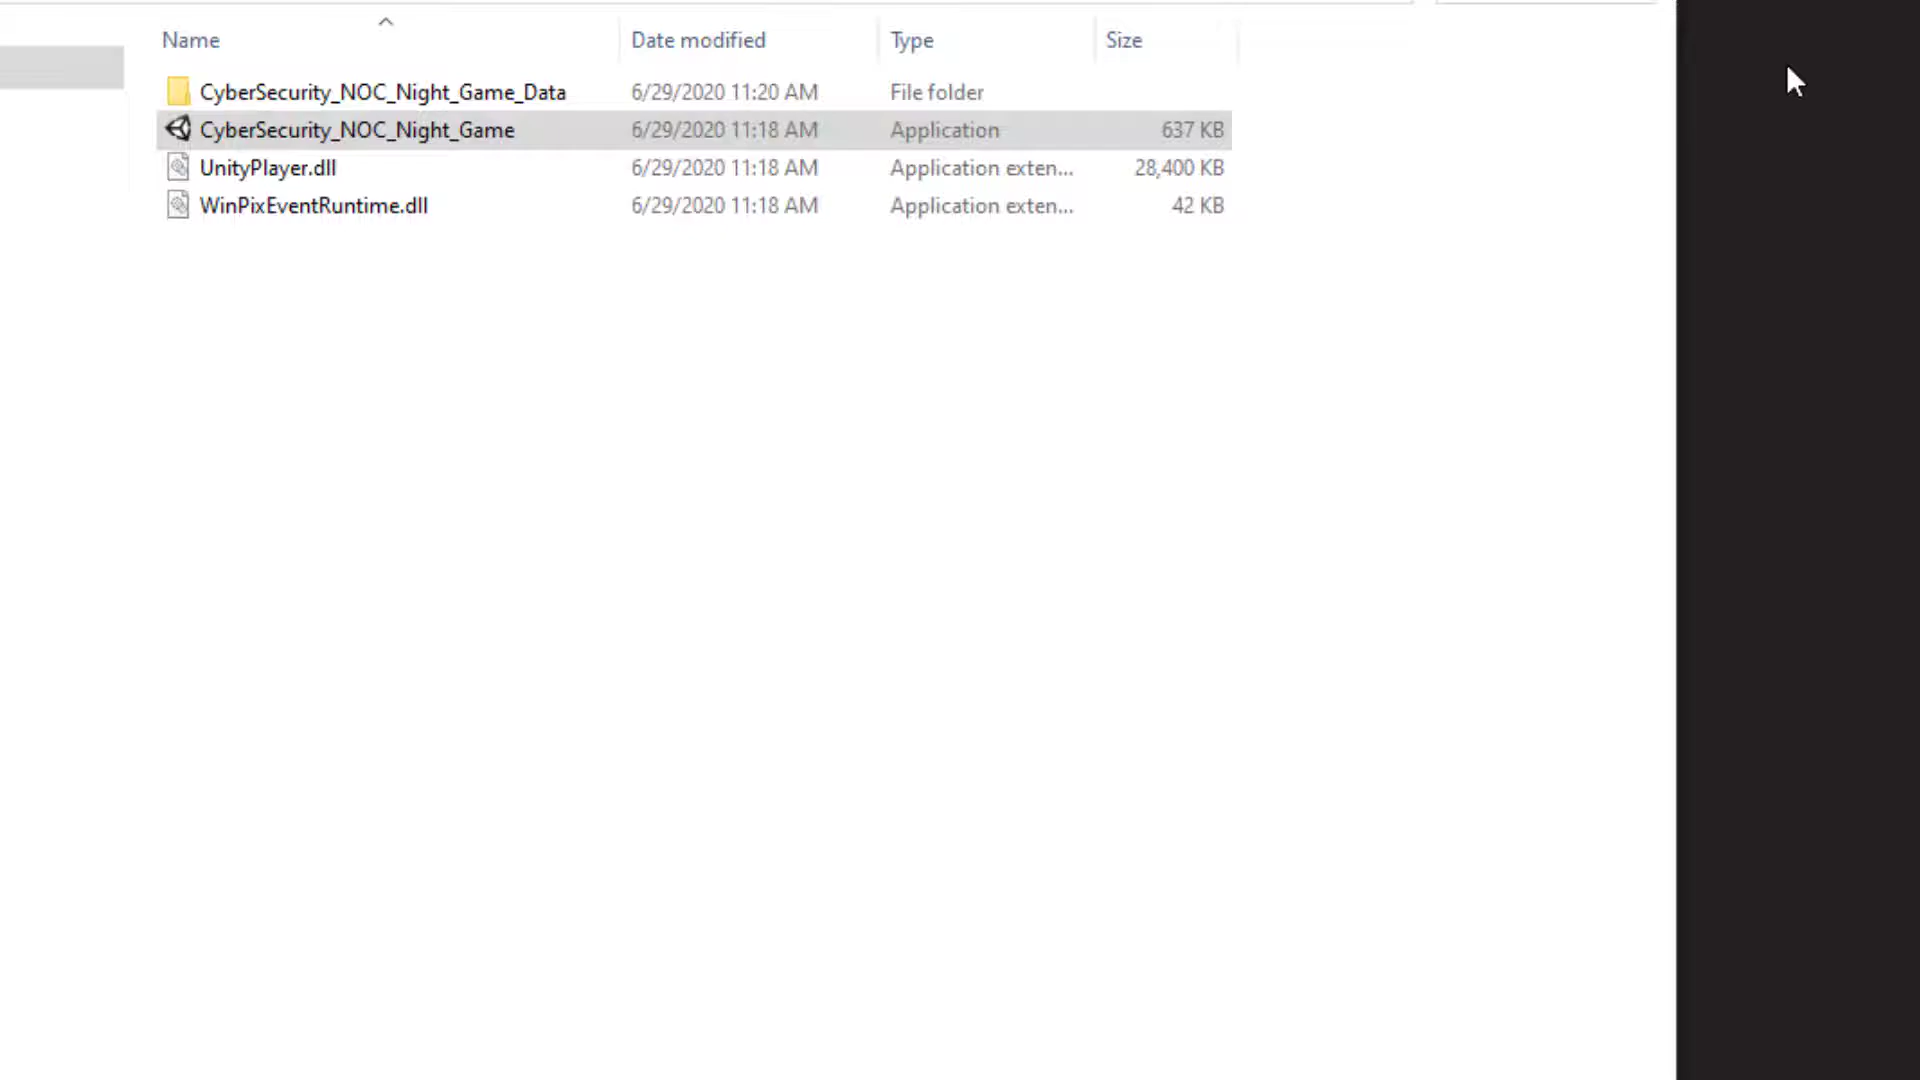 Name Date modified Type Size
CyberSecurity_NOC_Night_Game_Data 6/29/2020 11:20 AM File folder
CyberSecurity_NOC_Night_Game 6/29/2020 11:18 AM Application 637 KB
UnityPlayer.dll 6/29/2020 11:18 AM Application exten... 28,400 KB
WinPixEventRuntime.dll 6/29/2020 11:18 AM Application exten... 42 KB